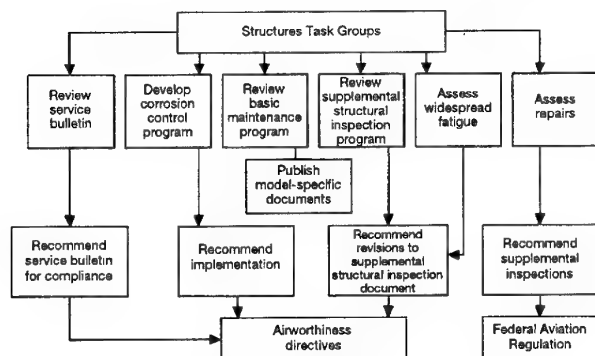 Structures Task Groups
Review
service
bulletin
Develop
corrosion
control
program
Review
basic
maintenance
program
Review
supplemental
structural
inspection
program
Assess
widespread
fatigue
Assess
repairs
Publish
model-specific
documents
Recommend
service bulletin
for compliance
Recommend
implementation
Recommend
revisions to
supplemental
structural inspection
document
Recommend
supplemental
inspections
Airworthiness
directives
Federal Aviation
Regulation